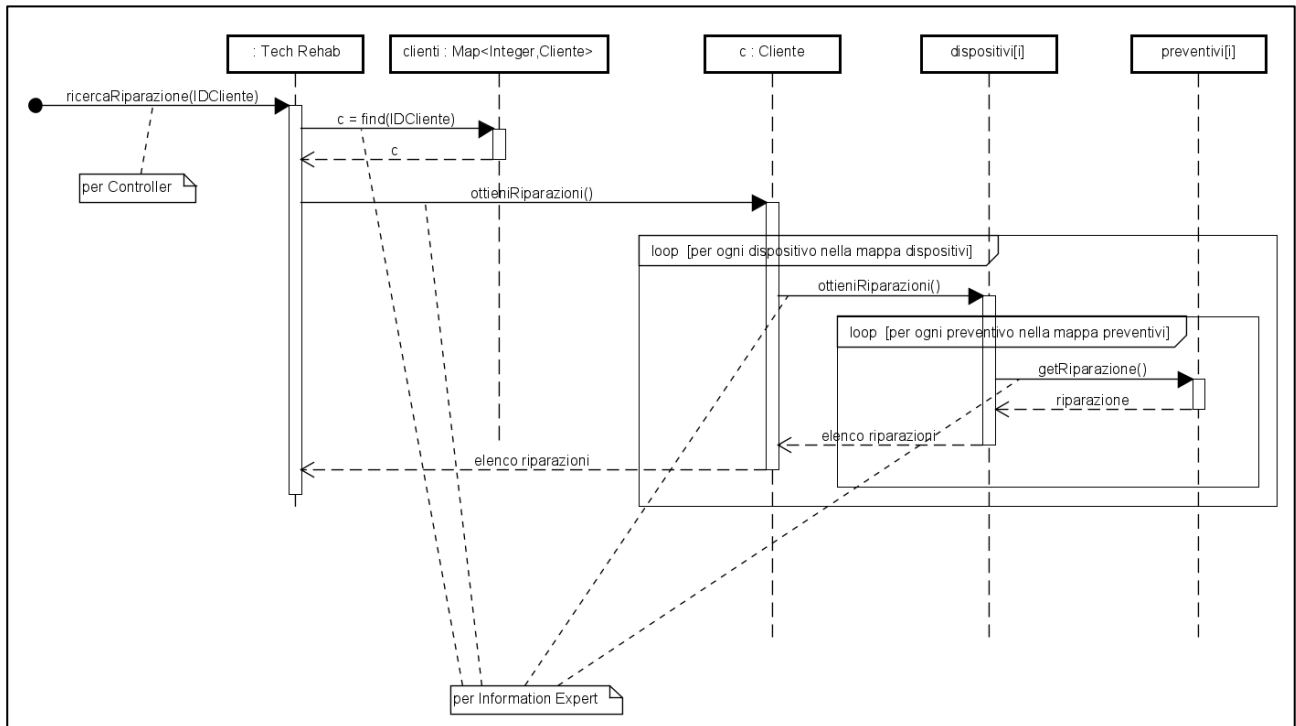 : Tech Rehab
clienti : Map<Integer,Cliente>
c : Cliente
dispositivi[i]
preventivi[i]
ricercaRiparazione(IDCliente)
c = find(IDCliente)
c
per Controller
ottieniRiparazioni()
loop [per ogni dispositivo nella mappa dispositivi]
ottieniRiparazioni()
loop [per ogni preventivo nella mappa preventivi]
getRiparazione()
riparazione
elenco riparazioni
elenco riparazioni
per Information Expert